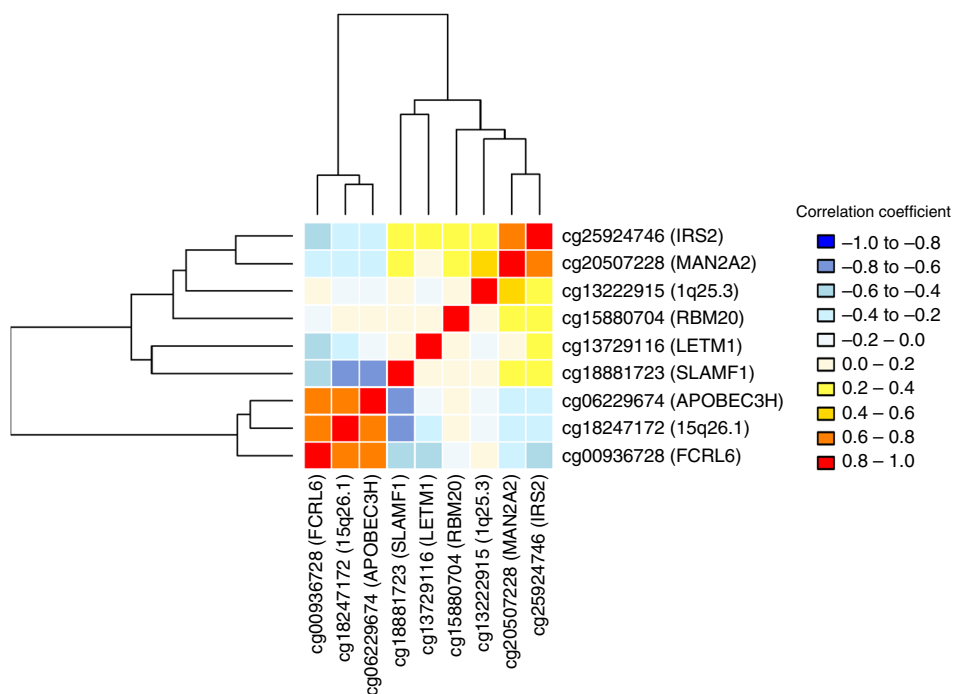 cg25924746 (IRS2)
cg20507228 (MAN2A2)
cg13222915 (1q25.3)
cg15880704 (RBM20)
cg13729116 (LETM1)
cg18881723 (SLAMF1)
cg06229674 (APOBEC3H)
cg18247172 (15q26.1)
cg00936728 (FCRL6)
Correlation coefficient
–1.0 to –0.8
–0.8 to –0.6
–0.6 to –0.4
–0.4 to –0.2
–0.2 – 0.0
0.0 – 0.2
0.2 – 0.4
0.4 – 0.6
0.6 – 0.8
0.8 – 1.0
cg00936728 (FCRL6)
cg18247172 (15q26.1)
cg06229674 (APOBEC3H)
cg18881723 (SLAMF1)
cg13729116 (LETM1)
cg15880704 (RBM20)
cg13222915 (1q25.3)
cg20507228 (MAN2A2)
cg25924746 (IRS2)